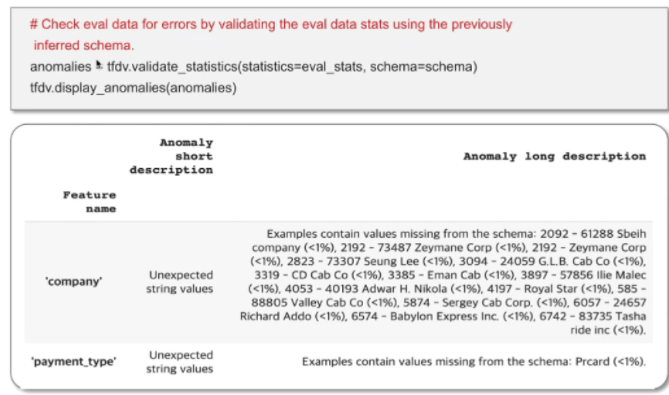 # Check eval data for errors by validating the eval data stats using the previously
inferred schema.
anomalies = tfdv.validate_statistics(statistics=eval_stats, schema=schema)
tfdv.display_anomalies(anomalies)
Anomaly
short
description
Anomaly long description
Feature
name
Examples contain values missing from the schema: 2092 - 61288 Sbeih
company (<1%), 2192 - 73487 Zeymane Corp (<1%), 2192 - Zeymane Corp
(<1%), 2823 - 73307 Seung Lee (<1%), 3094 - 24059 G.L.B. Cab Co (<1%),
3319 - CD Cab Co (<1%), 3385 - Eman Cab (<1%), 3897 - 57856 Ilie Malec
(<1%), 4053 - 40193 Adwar H. Nikola (<1%), 4197 - Royal Star (<1%), 585 -
88805 Valley Cab Co (<1%), 5874 - Sergey Cab Corp. (<1%), 6057 - 24657
Richard Addo (<1%), 6574 - Babylon Express Inc. (<1%), 6742 - 83735 Tasha
ride inc (<1%).
'company'
Unexpected
string values
'payment_type'
Unexpected
string values
Examples contain values missing from the schema: Prcard (<1%).